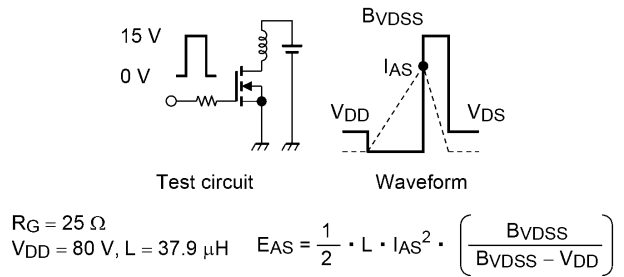 15 V
0 V
BVDSS
IAS
VDD
VDS
Test circuit
Waveform
RG = 25 Ω
VDD = 80 V, L = 37.9 μH
EAS = 1/2 · L · IAS² · (BVDSS / BVDSS − VDD)